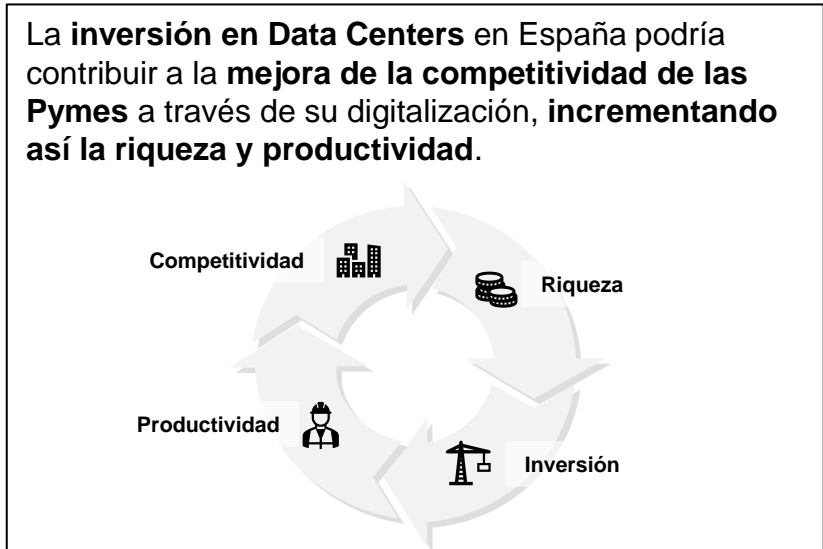 La inversión en Data Centers en España podría
contribuir a la mejora de la competitividad de las
Pymes a través de su digitalización, incrementando
así la riqueza y productividad.
Competitividad
Riqueza
Productividad
Inversión